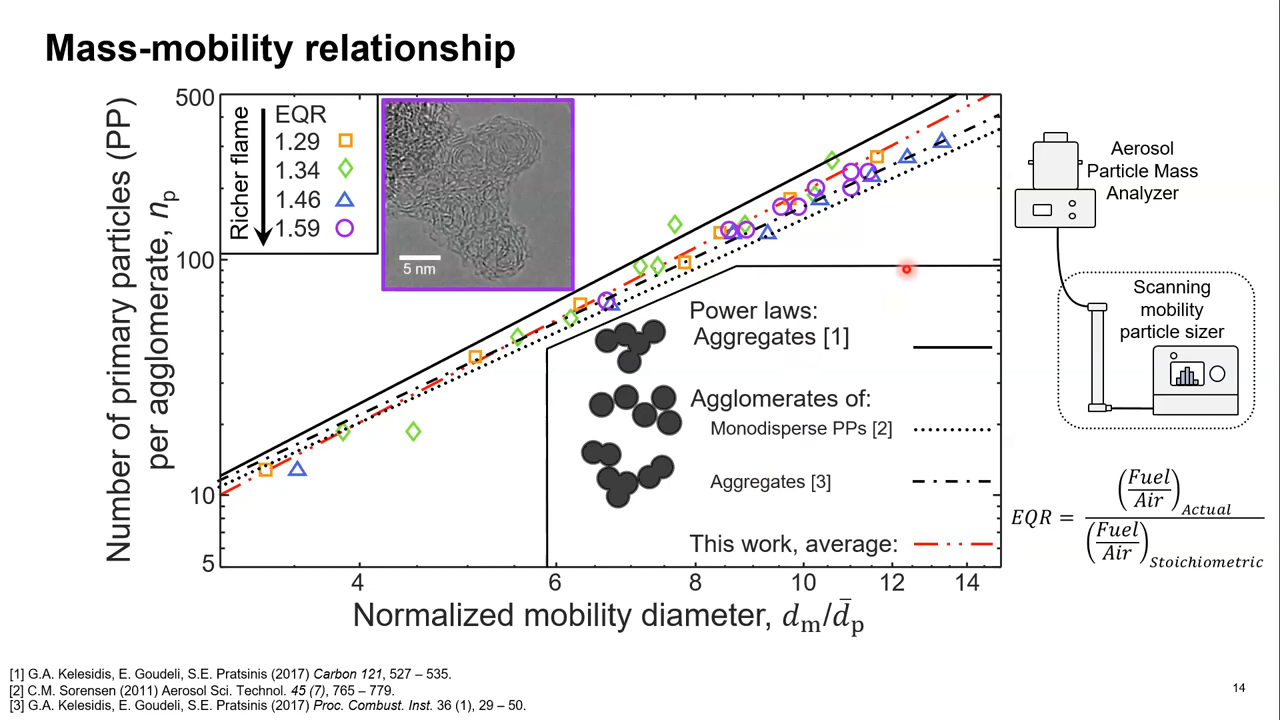 Mass-mobility relationship
Number of primary particles (PP)
per agglomerate, nₚ
500
100
10
5
Richer flame
EQR
1.29
1.34
1.46
1.59
5 nm
Power laws:
Aggregates [1]
Agglomerates of:
Monodisperse PPs [2]
Aggregates [3]
This work, average:
4
6
8
10
12
14
Normalized mobility diameter, dₘ/d̄ₚ
Aerosol
Particle Mass
Analyzer
Scanning
mobility
particle sizer
EQR = (Fuel/Air)Actual / (Fuel/Air)Stoichiometric
[1] G.A. Kelesidis, E. Goudeli, S.E. Pratsinis (2017) Carbon 121, 527 – 535.
[2] C.M. Sorensen (2011) Aerosol Sci. Technol. 45 (7), 765 – 779.
[3] G.A. Kelesidis, E. Goudeli, S.E. Pratsinis (2017) Proc. Combust. Inst. 36 (1), 29 – 50.
14